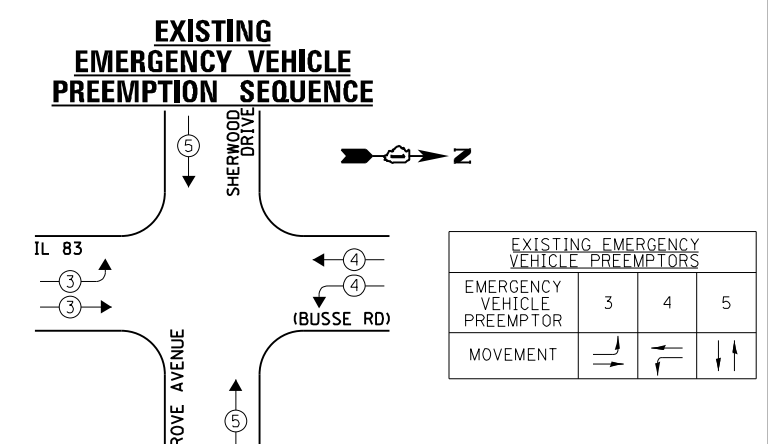 EXISTING
EMERGENCY VEHICLE
PREEMPTION SEQUENCE
5
SHERWOOD
DRIVE
N
IL 83
3
3
4
4
(BUSSE RD)
AVENUE
5
EXISTING EMERGENCY
VEHICLE PREEMPTORS
EMERGENCY
VEHICLE
PREEMPTOR
3
4
5
MOVEMENT